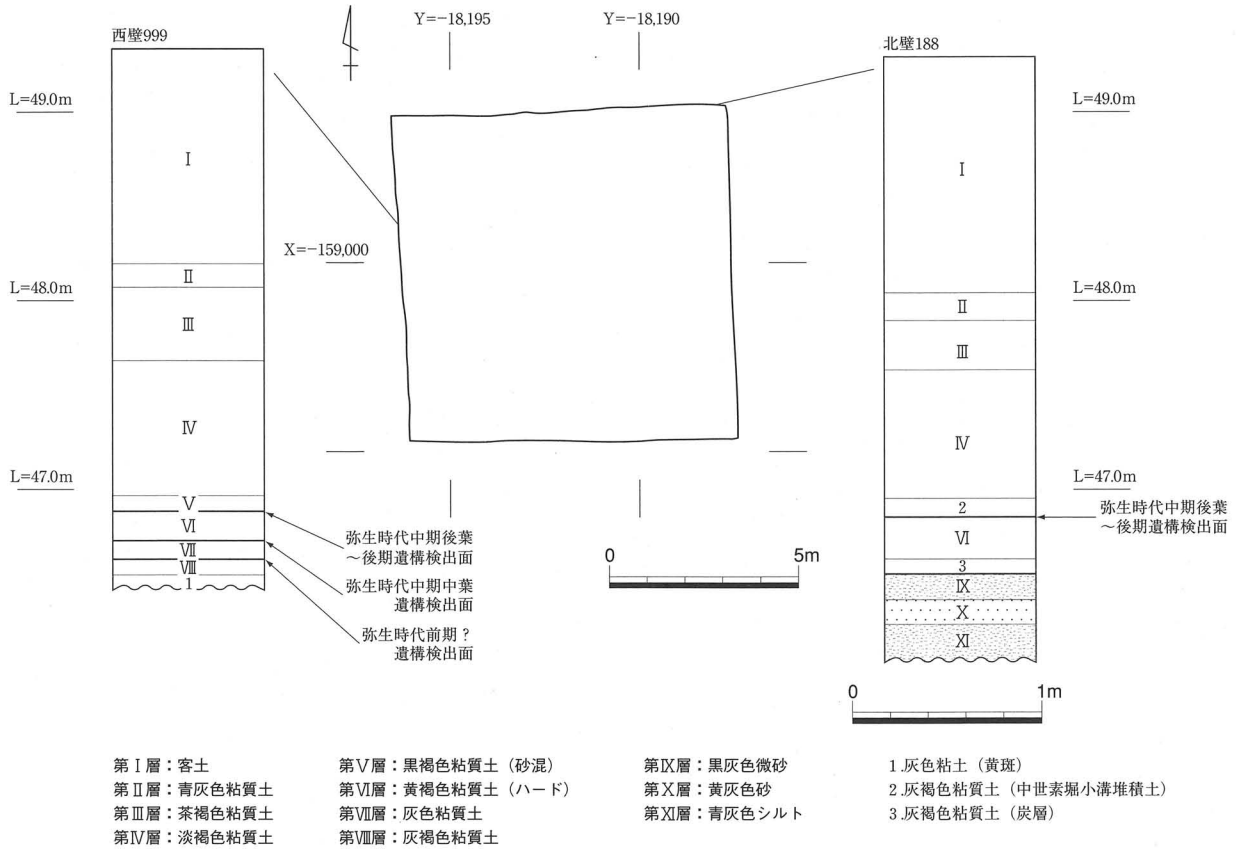 Y=−18,195
Y=−18,190
西壁999
北壁188
L=49.0m
L=49.0m
Ⅰ
Ⅰ
X=−159,000
Ⅱ
L=48.0m
L=48.0m
Ⅱ
Ⅲ
Ⅲ
Ⅳ
Ⅳ
L=47.0m
L=47.0m
Ⅴ
Ⅵ
Ⅶ
Ⅷ
1
弥生時代中期後葉
～後期遺構検出面
弥生時代中期中葉
遺構検出面
弥生時代前期？
遺構検出面
0
5m
2
Ⅵ
3
Ⅸ
Ⅹ
Ⅺ
弥生時代中期後葉
～後期遺構検出面
0
1m
第Ⅰ層：客土
第Ⅱ層：青灰色粘質土
第Ⅲ層：茶褐色粘質土
第Ⅳ層：淡褐色粘質土
第Ⅴ層：黒褐色粘質土（砂混）
第Ⅵ層：黄褐色粘質土（ハード）
第Ⅶ層：灰色粘質土
第Ⅷ層：灰褐色粘質土
第Ⅸ層：黒灰色微砂
第Ⅹ層：黄灰色砂
第Ⅺ層：青灰色シルト
1.灰色粘土（黄斑）
2.灰褐色粘質土（中世素堀小溝堆積土）
3.灰褐色粘質土（炭層）